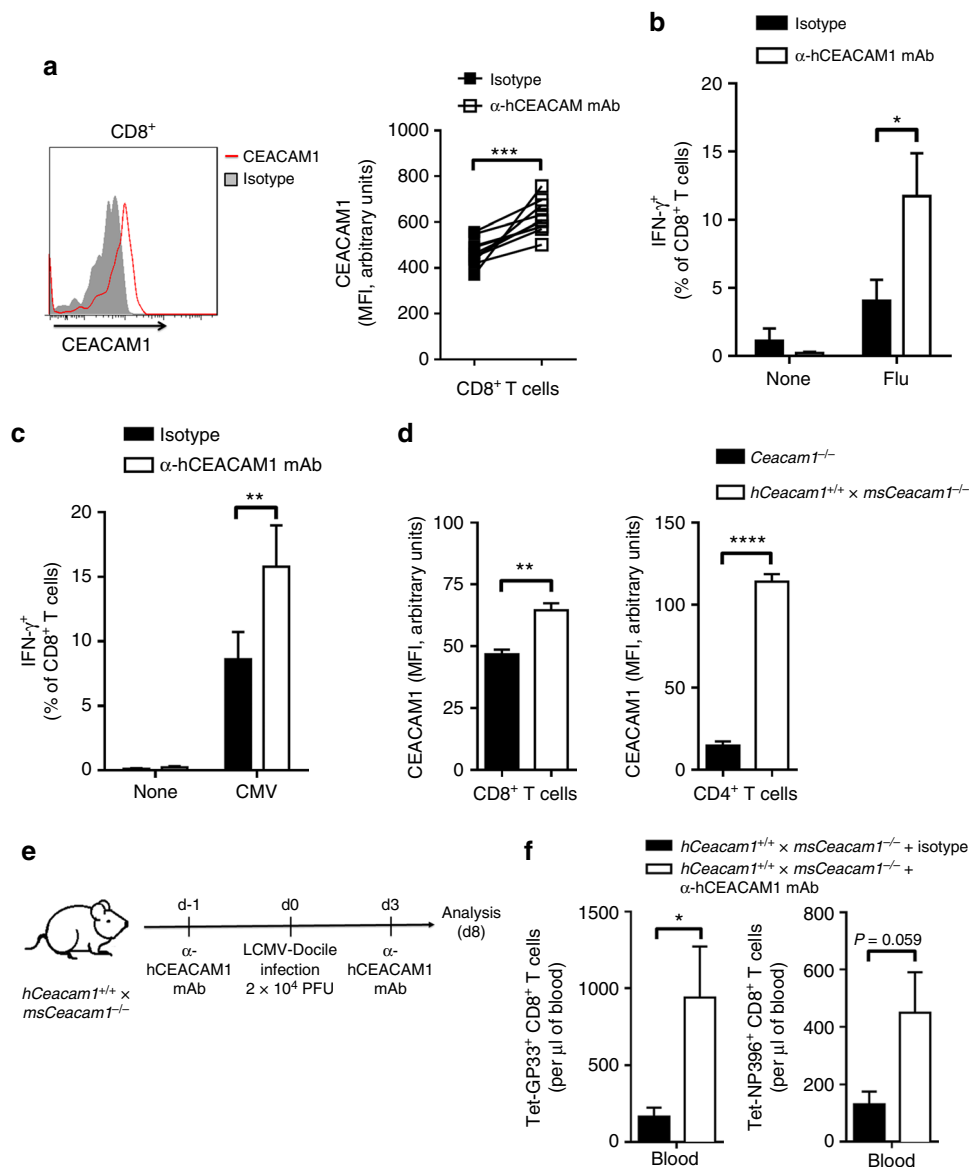 a
CD8⁺
CEACAM1
Isotype
CEACAM1
Isotype
α-hCEACAM mAb
1000
800
600
400
200
0
***
CEACAM1
(MFI, arbitrary units)
CD8⁺ T cells
b
Isotype
α-hCEACAM1 mAb
20
15
10
5
0
*
IFN-γ⁺
(% of CD8⁺ T cells)
None
Flu
c
Isotype
α-hCEACAM1 mAb
20
15
10
5
0
**
IFN-γ⁺
(% of CD8⁺ T cells)
None
CMV
d
Ceacam1⁻/⁻
hCeacam1⁺/⁺ × msCeacam1⁻/⁻
100
75
50
25
0
**
CEACAM1 (MFI, arbitrary units)
CD8⁺ T cells
150
100
50
0
****
CEACAM1 (MFI, arbitrary units)
CD4⁺ T cells
e
d-1
d0
d3
Analysis
(d8)
α-
hCEACAM1
mAb
LCMV-Docile
infection
2 × 10⁴ PFU
α-
hCEACAM1
mAb
hCeacam1⁺/⁺ ×
msCeacam1⁻/⁻
f
hCeacam1⁺/⁺ × msCeacam1⁻/⁻ + isotype
hCeacam1⁺/⁺ × msCeacam1⁻/⁻ +
α-hCEACAM1 mAb
1500
1000
500
0
*
Tet-GP33⁺ CD8⁺ T cells
(per μl of blood)
Blood
800
600
400
200
0
P = 0.059
Tet-NP396⁺ CD8⁺ T cells
(per μl of blood)
Blood